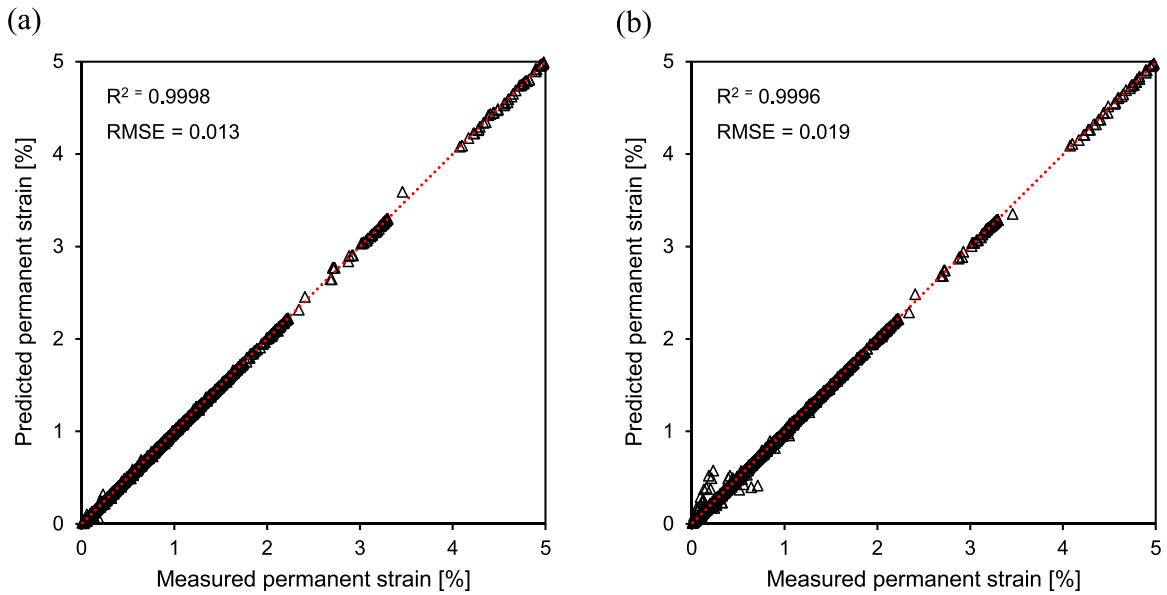 (a)
R² = 0.9998
RMSE = 0.013
Predicted permanent strain [%]
5
4
3
2
1
0
0 1 2 3 4 5
Measured permanent strain [%]
(b)
R² = 0.9996
RMSE = 0.019
Predicted permanent strain [%]
5
4
3
2
1
0
0 1 2 3 4 5
Measured permanent strain [%]